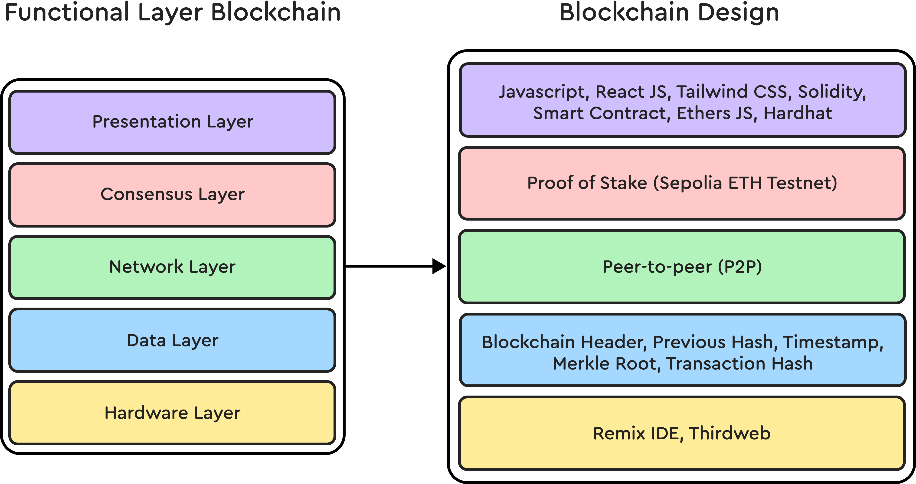 Functional Layer Blockchain
Presentation Layer
Consensus Layer
Network Layer
Data Layer
Hardware Layer
Blockchain Design
Javascript, React JS, Tailwind CSS, Solidity,
Smart Contract, Ethers JS, Hardhat
Proof of Stake (Sepolia ETH Testnet)
Peer-to-peer (P2P)
Blockchain Header, Previous Hash, Timestamp,
Merkle Root, Transaction Hash
Remix IDE, Thirdweb